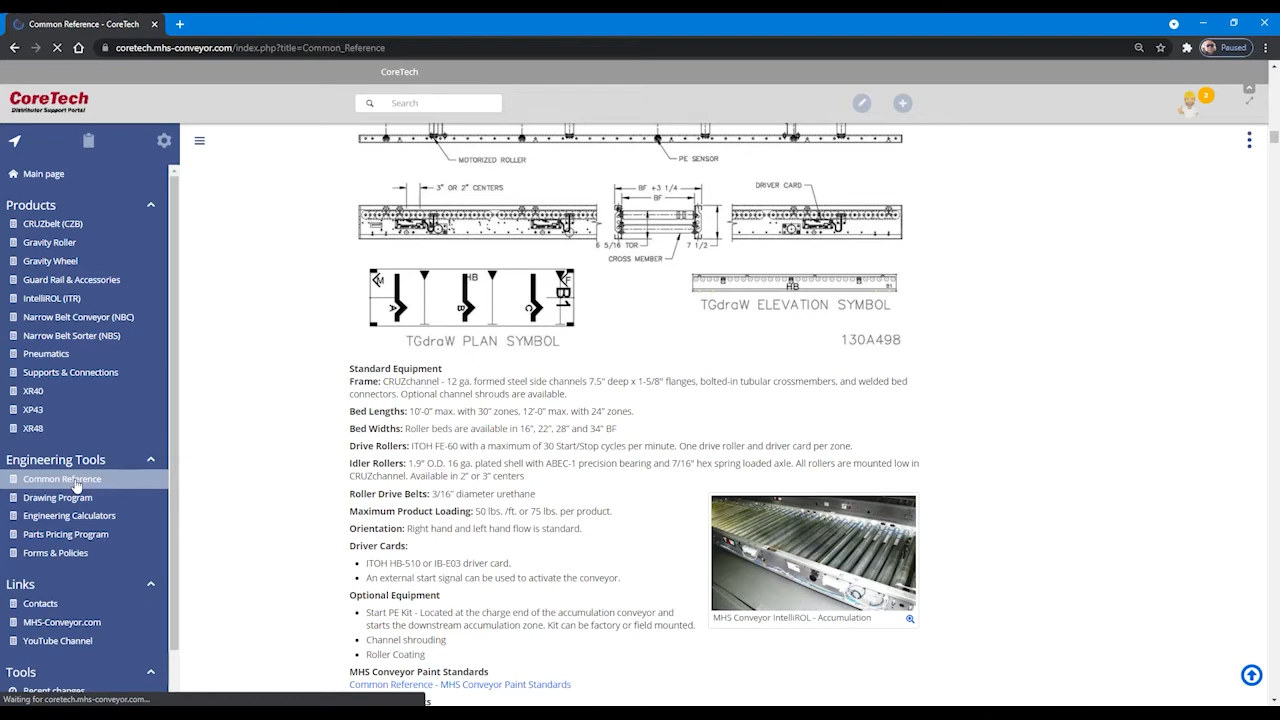 Common Reference - CoreTech
Paused
coretech.mhs-conveyor.com/index.php?title=Common_Reference
CoreTech
CoreTech
Distributor Support Portal
Search
2
Main page
Products
CRUZbelt (CZB)
Gravity Roller
Gravity Wheel
Guard Rail & Accessories
IntelliROL (ITR)
Narrow Belt Conveyor (NBC)
Narrow Belt Sorter (NBS)
Pneumatics
Supports & Connections
XR40
XP43
XR48
Engineering Tools
Common Reference
Drawing Program
Engineering Calculators
Parts Pricing Program
Forms & Policies
Links
Contacts
MHS-Conveyor.com
YouTube Channel
Tools
Recent changes
Waiting for coretech.mhs-conveyor.com...
MOTORIZED ROLLER
PE SENSOR
3" OR 2" CENTERS
BF +3 1/4
BF
DRIVER CARD
6 5/16 TOR
7 1/2
CROSS MEMBER
M
HB
F
A
B
C
B1
HB
B1
TGdraW ELEVATION SYMBOL
TGdraW PLAN SYMBOL
130A498
Standard Equipment
Frame: CRUZchannel - 12 ga. formed steel side channels 7.5" deep x 1-5/8" flanges, bolted-in tubular crossmembers, and welded bed
connectors. Optional channel shrouds are available.
Bed Lengths: 10'-0" max. with 30" zones, 12'-0" max. with 24" zones.
Bed Widths: Roller beds are available in 16", 22", 28" and 34" BF
Drive Rollers: ITOH FE-60 with a maximum of 30 Start/Stop cycles per minute. One drive roller and driver card per zone.
Idler Rollers: 1.9" O.D. 16 ga. plated shell with ABEC-1 precision bearing and 7/16" hex spring loaded axle. All rollers are mounted low in
CRUZchannel. Available in 2" or 3" centers
Roller Drive Belts: 3/16" diameter urethane
Maximum Product Loading: 50 lbs. /ft. or 75 lbs. per product.
Orientation: Right hand and left hand flow is standard.
Driver Cards:
• ITOH HB-510 or IB-E03 driver card.
• An external start signal can be used to activate the conveyor.
Optional Equipment
• Start PE Kit - Located at the charge end of the accumulation conveyor and
starts the downstream accumulation zone. Kit can be factory or field mounted.
• Channel shrouding
• Roller Coating
MHS Conveyor IntelliROL - Accumulation
MHS Conveyor Paint Standards
Common Reference - MHS Conveyor Paint Standards